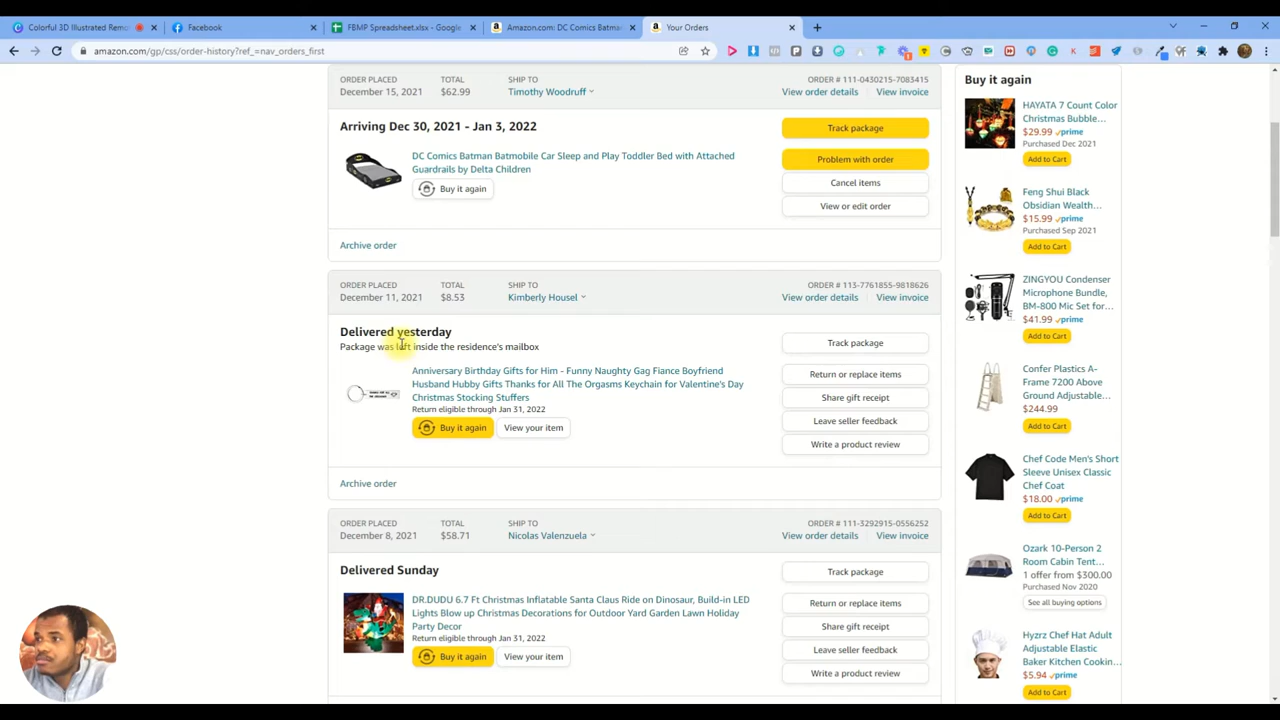 Colorful 3D Illustrated Remo
Facebook
FBMP Spreadsheet.xlsx - Google
Amazon.com: DC Comics Batma
Your Orders
amazon.com/gp/css/order-history?ref_=nav_orders_first
ORDER PLACED TOTAL SHIP TO ORDER # 111-0430215-7083415
December 15, 2021 $62.99 Timothy Woodruff View order details View invoice
Arriving Dec 30, 2021 - Jan 3, 2022
DC Comics Batman Batmobile Car Sleep and Play Toddler Bed with Attached
Guardrails by Delta Children
Buy it again
Track package
Problem with order
Cancel items
View or edit order
Archive order
ORDER PLACED TOTAL SHIP TO ORDER # 113-7761855-9818626
December 11, 2021 $8.53 Kimberly Housel View order details View invoice
Delivered yesterday
Package was left inside the residence's mailbox
Anniversary Birthday Gifts for Him - Funny Naughty Gag Fiance Boyfriend
Husband Hubby Gifts Thanks for All The Orgasms Keychain for Valentine's Day
Christmas Stocking Stuffers
Return eligible through Jan 31, 2022
Buy it again View your item
Track package
Return or replace items
Share gift receipt
Leave seller feedback
Write a product review
Archive order
ORDER PLACED TOTAL SHIP TO ORDER # 111-3292915-0556252
December 8, 2021 $58.71 Nicolas Valenzuela View order details View invoice
Delivered Sunday
DR.DUDU 6.7 Ft Christmas Inflatable Santa Claus Ride on Dinosaur, Build-in LED
Lights Blow up Christmas Decorations for Outdoor Yard Garden Lawn Holiday
Party Decor
Return eligible through Jan 31, 2022
Buy it again View your item
Track package
Return or replace items
Share gift receipt
Leave seller feedback
Write a product review
Buy it again
HAYATA 7 Count Color
Christmas Bubble...
$29.99 prime
Purchased Dec 2021
Add to Cart
Feng Shui Black
Obsidian Wealth...
$15.99 prime
Purchased Sep 2021
Add to Cart
ZINGYOU Condenser
Microphone Bundle,
BM-800 Mic Set for...
$41.99 prime
Add to Cart
Confer Plastics A-
Frame 7200 Above
Ground Adjustable...
$244.99
Add to Cart
Chef Code Men's Short
Sleeve Unisex Classic
Chef Coat
$18.00 prime
Add to Cart
Ozark 10-Person 2
Room Cabin Tent...
1 offer from $300.00
Purchased Nov 2020
See all buying options
Hyzrz Chef Hat Adult
Adjustable Elastic
Baker Kitchen Cookin...
$5.94 prime
Add to Cart